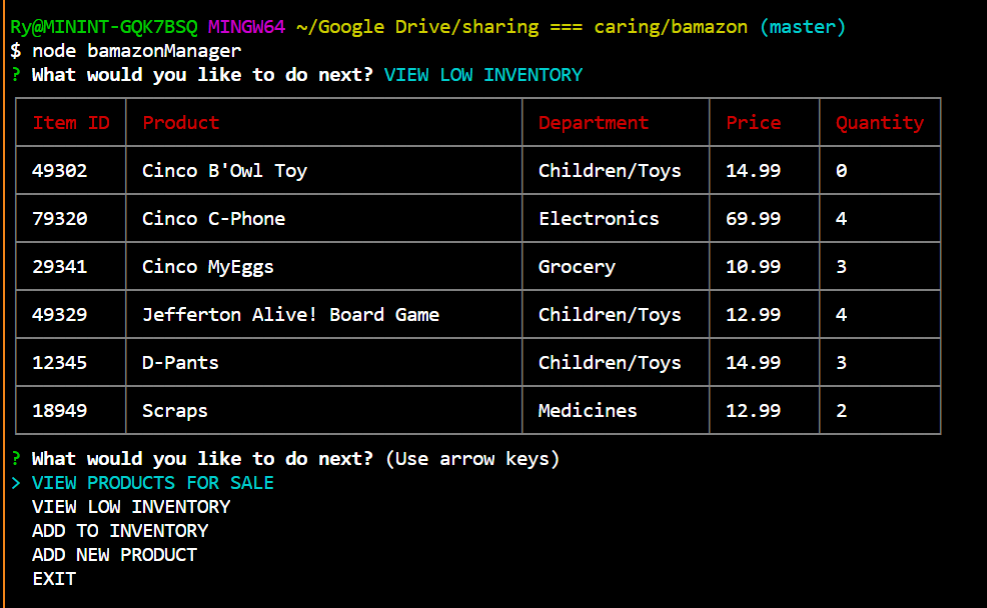 Ry@MININT-GQK7BSQ MINGW64 ~/Google Drive/sharing === caring/bamazon (master)
$ node bamazonManager
? What would you like to do next? VIEW LOW INVENTORY
Item ID Product Department Price Quantity
49302 Cinco B'Owl Toy Children/Toys 14.99 0
79320 Cinco C-Phone Electronics 69.99 4
29341 Cinco MyEggs Grocery 10.99 3
49329 Jefferton Alive! Board Game Children/Toys 12.99 4
12345 D-Pants Children/Toys 14.99 3
18949 Scraps Medicines 12.99 2
? What would you like to do next? (Use arrow keys)
> VIEW PRODUCTS FOR SALE
VIEW LOW INVENTORY
ADD TO INVENTORY
ADD NEW PRODUCT
EXIT